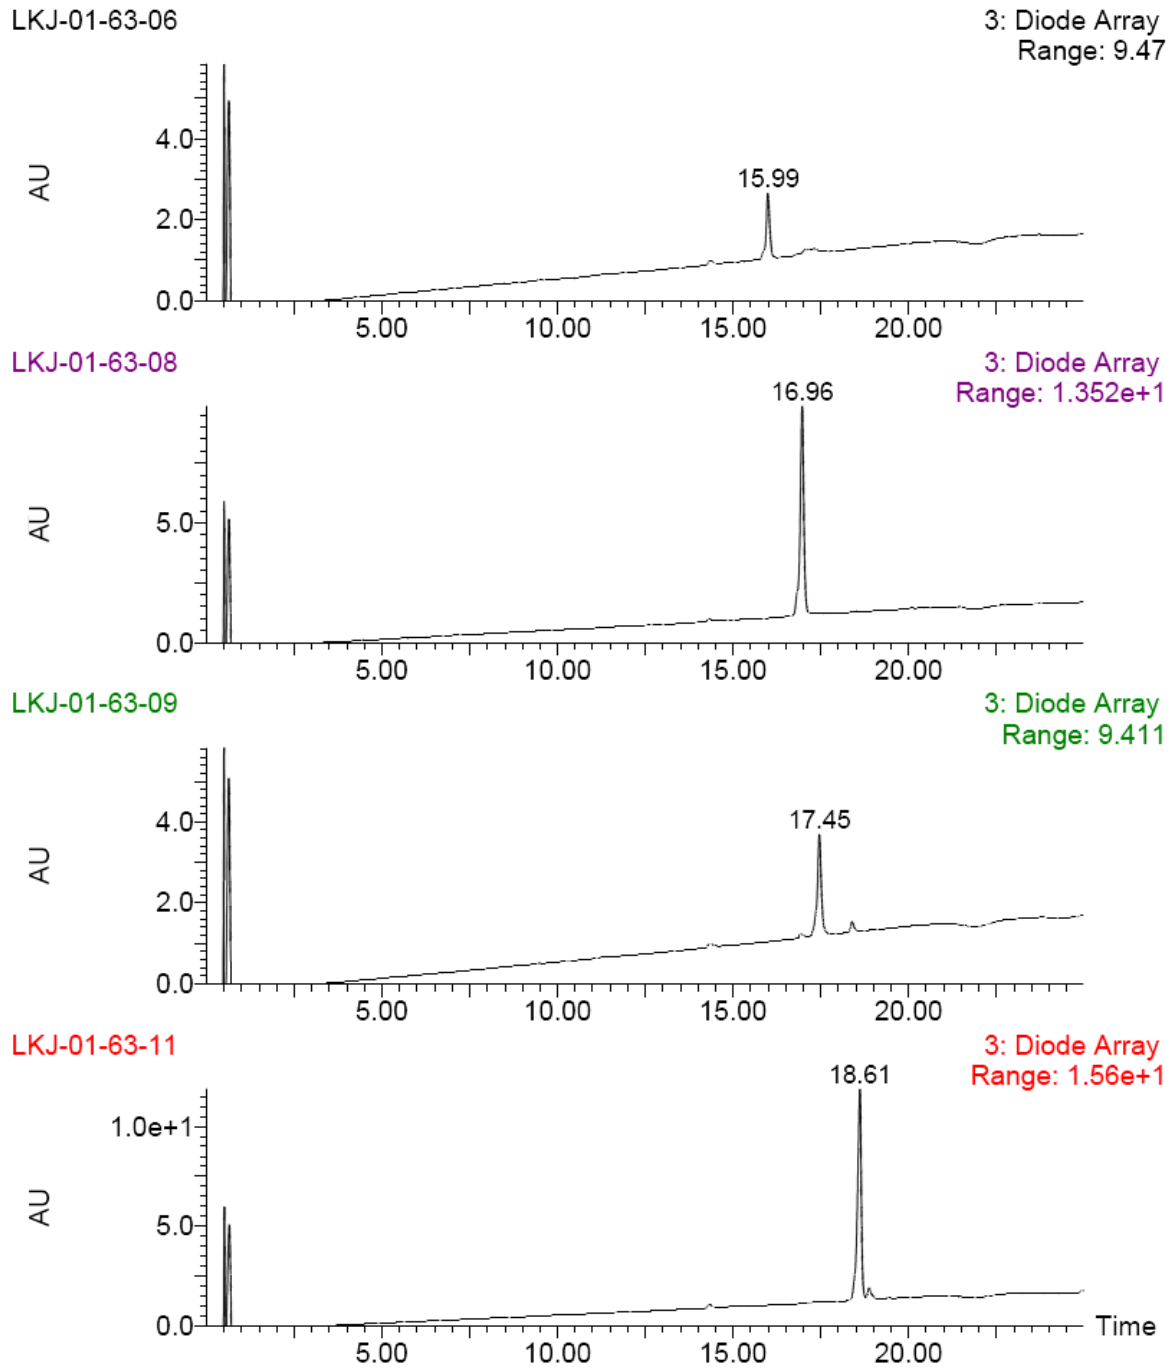 LKJ-01-63-06
3: Diode Array
Range: 9.47
AU
4.0
2.0
0.0
15.99
5.00 10.00 15.00 20.00
LKJ-01-63-08
3: Diode Array
Range: 1.352e+1
AU
5.0
0.0
16.96
5.00 10.00 15.00 20.00
LKJ-01-63-09
3: Diode Array
Range: 9.411
AU
4.0
2.0
0.0
17.45
5.00 10.00 15.00 20.00
LKJ-01-63-11
3: Diode Array
Range: 1.56e+1
AU
1.0e+1
5.0
0.0
18.61
Time
5.00 10.00 15.00 20.00